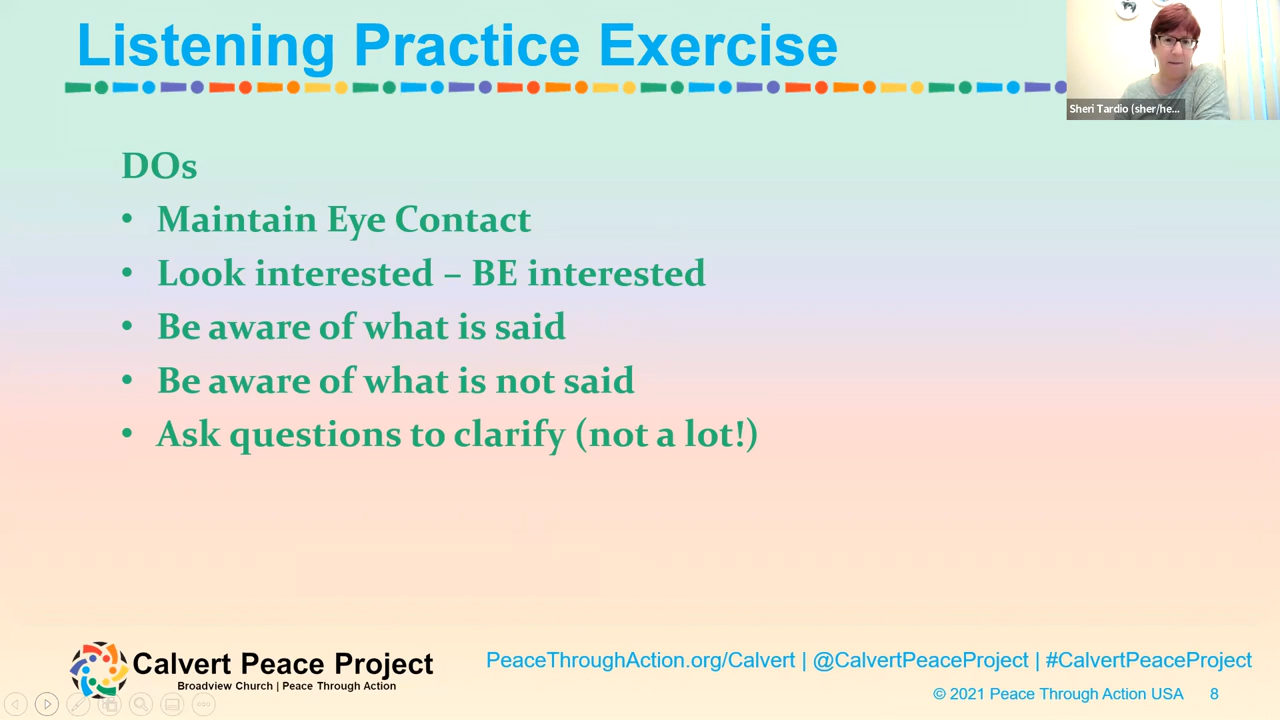 Listening Practice Exercise
Sheri Tardio (sher/he...
DOs
• Maintain Eye Contact
• Look interested – BE interested
• Be aware of what is said
• Be aware of what is not said
• Ask questions to clarify (not a lot!)
Calvert Peace Project
Broadview Church | Peace Through Action
PeaceThroughAction.org/Calvert | @CalvertPeaceProject | #CalvertPeaceProject
© 2021 Peace Through Action USA 8